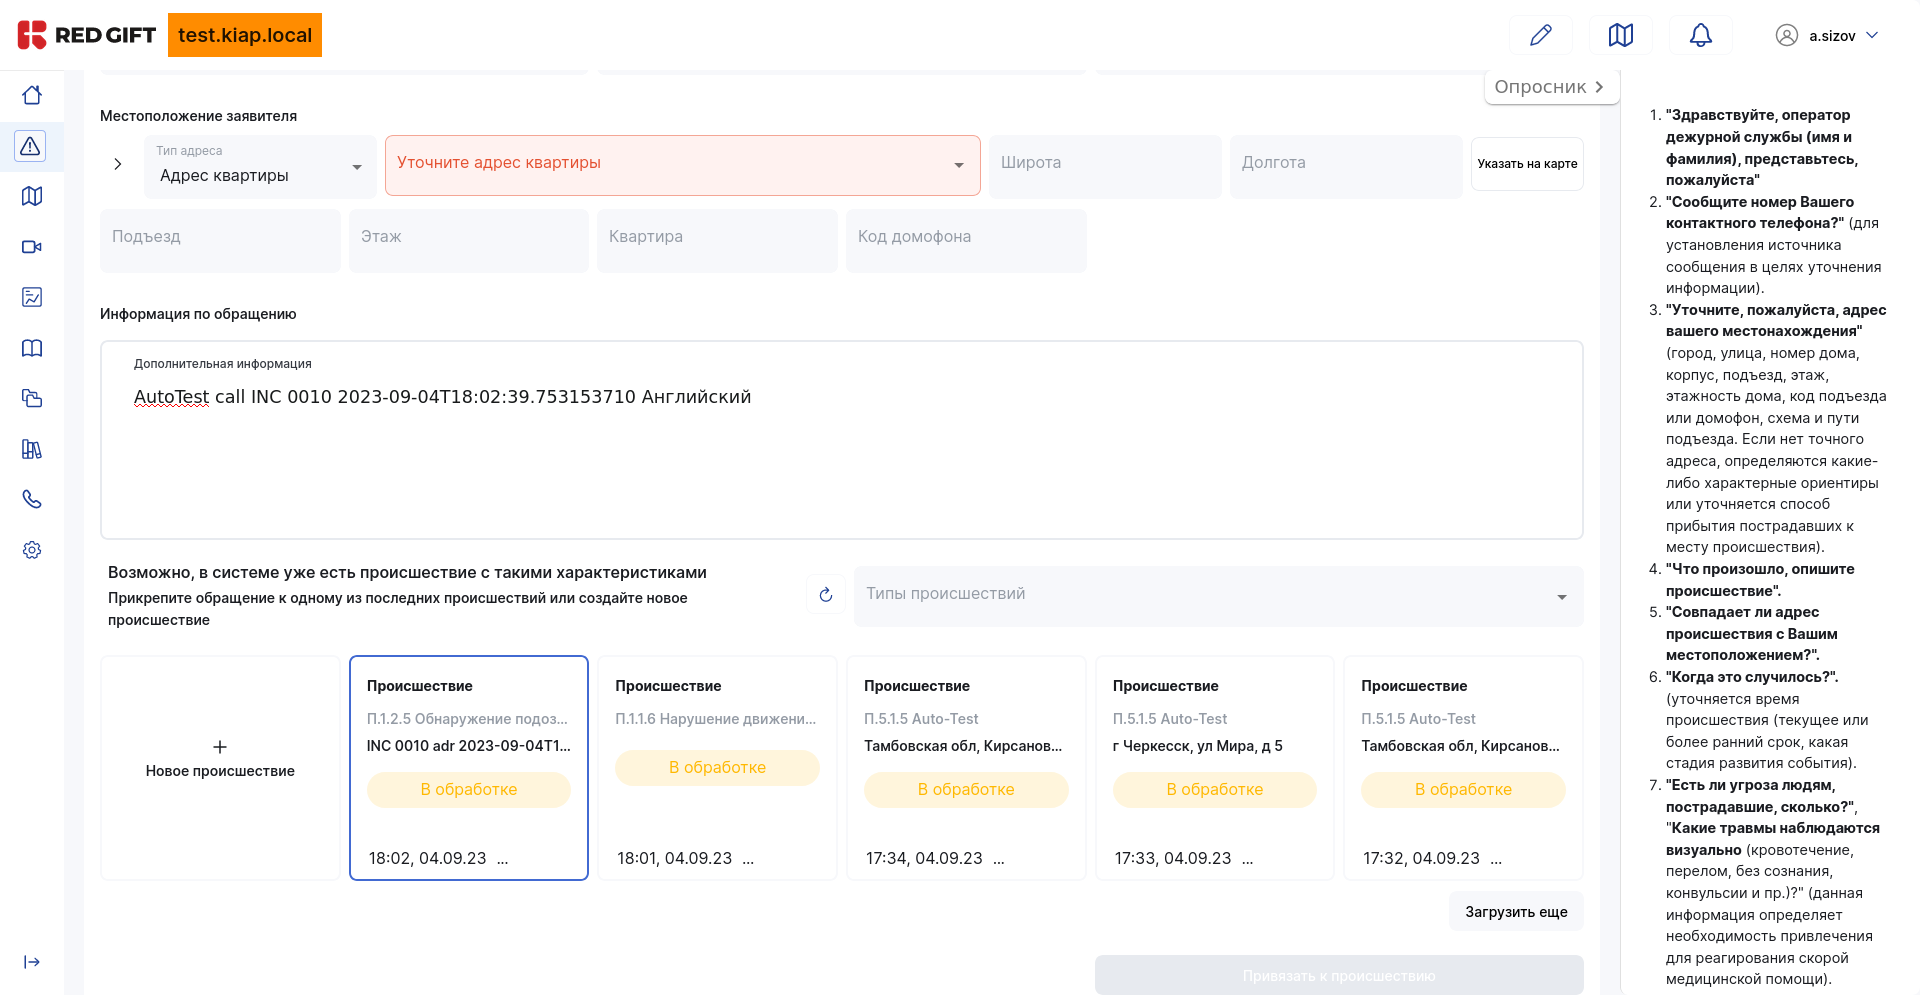 RED GIFT
test.kiap.local
a.sizov
Опросник
Местоположение заявителя
Тип адреса
Адрес квартиры
Уточните адрес квартиры
Широта
Долгота
Указать на карте
Подъезд
Этаж
Квартира
Код домофона
Информация по обращению
Дополнительная информация
AutoTest call INC 0010 2023-09-04T18:02:39.753153710 Английский
Возможно, в системе уже есть происшествие с такими характеристиками
Прикрепите обращение к одному из последних происшествий или создайте новое
происшествие
Типы происшествий
Новое происшествие
Происшествие
П.1.2.5 Обнаружение подоз...
INC 0010 adr 2023-09-04T1...
В обработке
18:02, 04.09.23 ...
Происшествие
П.1.1.6 Нарушение движени...
В обработке
18:01, 04.09.23 ...
Происшествие
П.5.1.5 Auto-Test
Тамбовская обл, Кирсанов...
В обработке
17:34, 04.09.23 ...
Происшествие
П.5.1.5 Auto-Test
г Черкесск, ул Мира, д 5
В обработке
17:33, 04.09.23 ...
Происшествие
П.5.1.5 Auto-Test
Тамбовская обл, Кирсанов...
В обработке
17:32, 04.09.23 ...
Загрузить еще
Привязать к происшествию
1. "Здравствуйте, оператор
дежурной службы (имя и
фамилия), представьтесь,
пожалуйста"
2. "Сообщите номер Вашего
контактного телефона?" (для
установления источника
сообщения в целях уточнения
информации).
3. "Уточните, пожалуйста, адрес
вашего местонахождения"
(город, улица, номер дома,
корпус, подъезд, этаж,
этажность дома, код подъезда
или домофон, схема и пути
подъезда. Если нет точного
адреса, определяются какие-
либо характерные ориентиры
или уточняется способ
прибытия пострадавших к
месту происшествия).
4. "Что произошло, опишите
происшествие".
5. "Совпадает ли адрес
происшествия с Вашим
местоположением?".
6. "Когда это случилось?".
(уточняется время
происшествия (текущее или
более ранний срок, какая
стадия развития события).
7. "Есть ли угроза людям,
пострадавшие, сколько?",
"Какие травмы наблюдаются
визуально (кровотечение,
перелом, без сознания,
конвульсии и пр.)?" (данная
информация определяет
необходимость привлечения
для реагирования скорой
медицинской помощи).